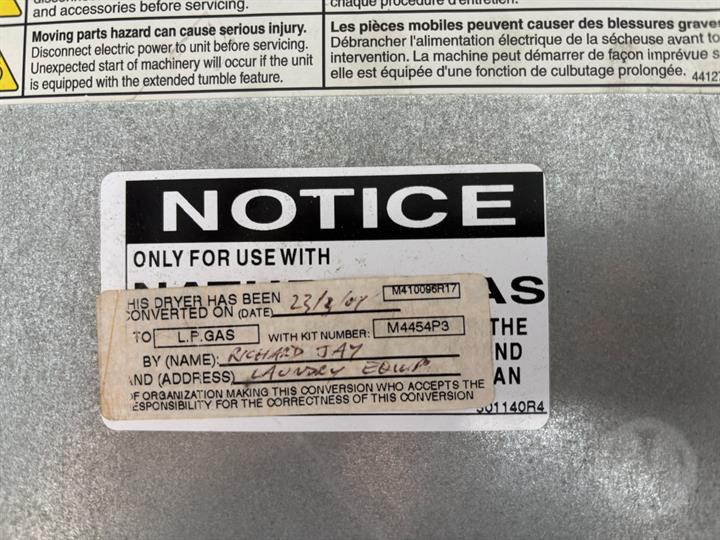 and accessories before servicing.
Moving parts hazard can cause serious injury.
Disconnect electric power to unit before servicing.
Unexpected start of machinery will occur if the unit
is equipped with the extended tumble feature.
chaque procédure d'entretien.
Les pièces mobiles peuvent causer des blessures grave
Débrancher l'alimentation électrique de la sécheuse avant to
intervention. La machine peut démarrer de façon imprévue s
elle est équipée d'une fonction de culbutage prolongée. 44127
NOTICE
ONLY FOR USE WITH
AS
THE
ND
AN
501140R4
HIS DRYER HAS BEEN M410096R17
CONVERTED ON (DATE)
TO L.P.GAS WITH KIT NUMBER: M4454P3
BY (NAME): RICHARD JAY
AND (ADDRESS) LAUNDRY EQUIP
OF ORGANIZATION MAKING THIS CONVERSION WHO ACCEPTS THE
ESPONSIBILITY FOR THE CORRECTNESS OF THIS CONVERSION